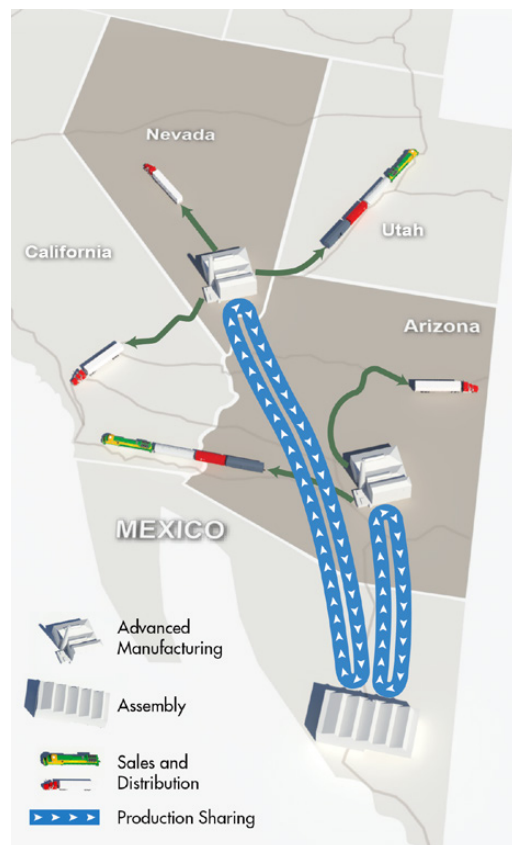 Nevada
Utah
California
Arizona
MEXICO
Advanced
Manufacturing
Assembly
Sales and
Distribution
Production Sharing